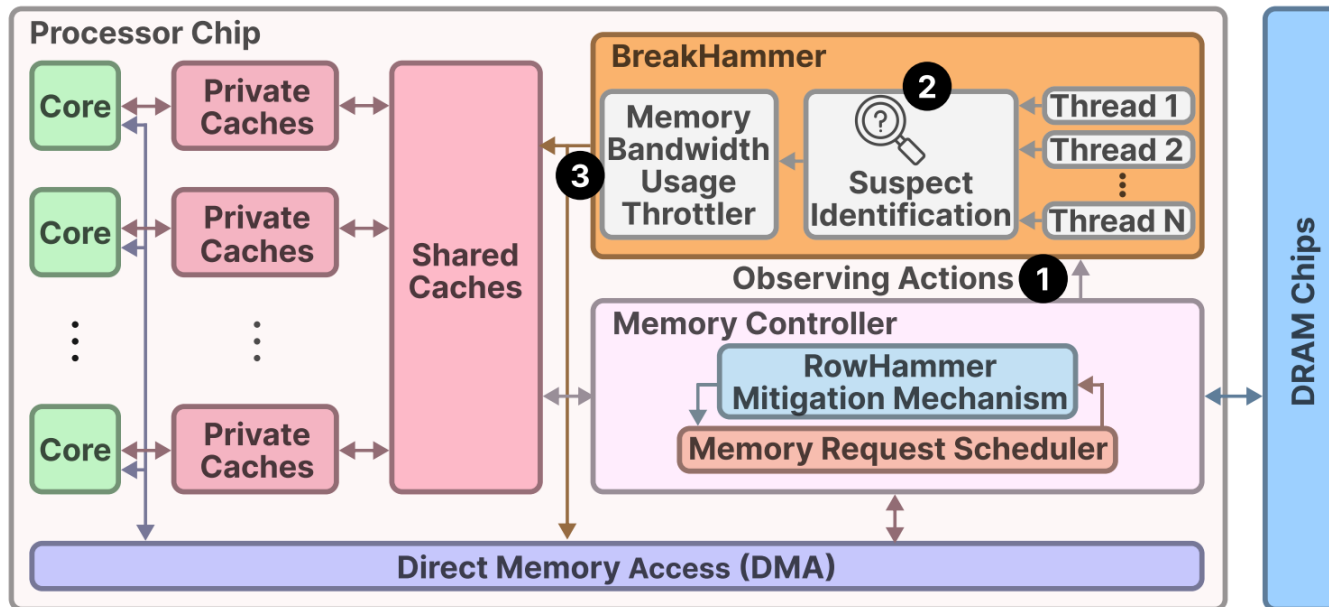 Processor Chip
Core
Private
Caches
Core
Private
Caches
⋮
⋮
Core
Private
Caches
Shared
Caches
BreakHammer
Memory
Bandwidth
Usage
Throttler
3
2
?
Suspect
Identification
Thread 1
Thread 2
⋮
Thread N
Observing Actions 1
Memory Controller
RowHammer
Mitigation Mechanism
Memory Request Scheduler
Direct Memory Access (DMA)
DRAM Chips